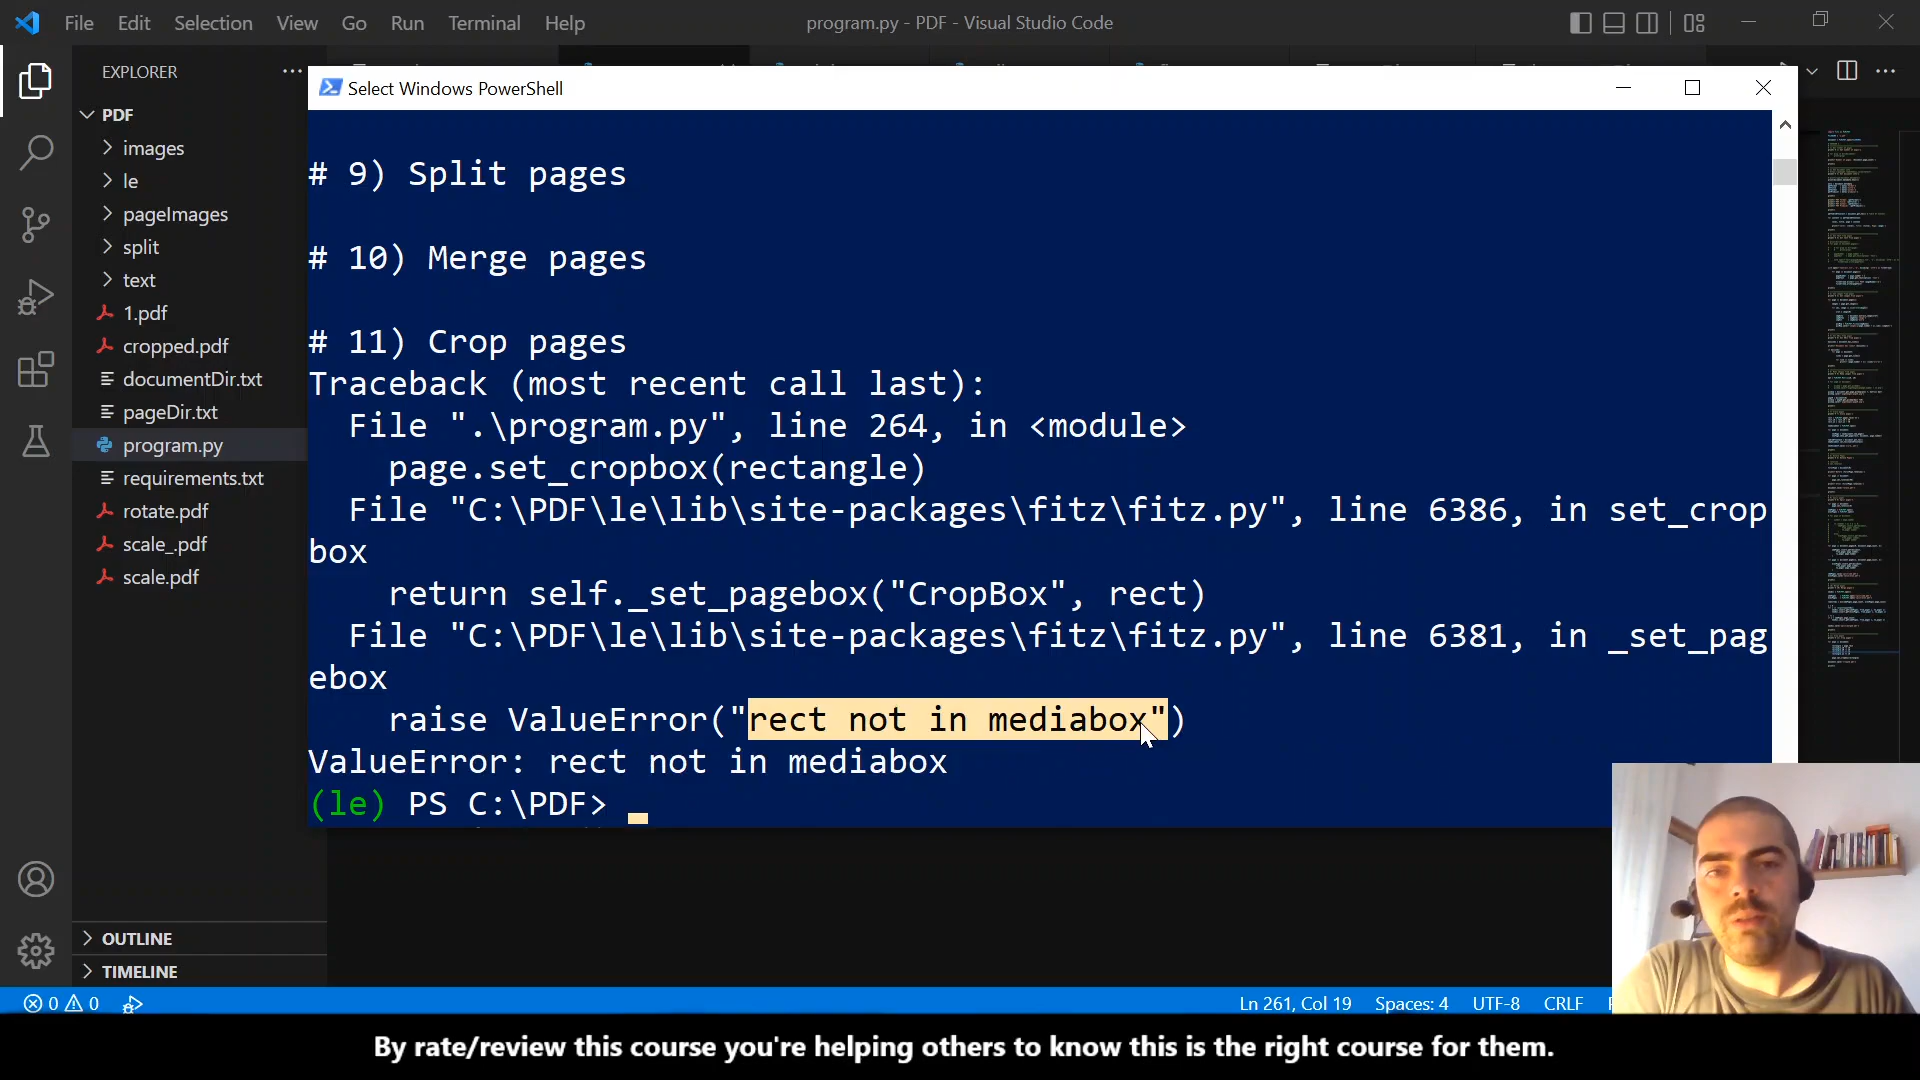 File Edit Selection View Go Run Terminal Help
program.py - PDF - Visual Studio Code
EXPLORER
PDF
images
le
pageImages
split
text
1.pdf
cropped.pdf
documentDir.txt
pageDir.txt
program.py
requirements.txt
rotate.pdf
scale_.pdf
scale.pdf
OUTLINE
TIMELINE
Select Windows PowerShell
# 9) Split pages
# 10) Merge pages
# 11) Crop pages
Traceback (most recent call last):
File ".\program.py", line 264, in <module>
page.set_cropbox(rectangle)
File "C:\PDF\le\lib\site-packages\fitz\fitz.py", line 6386, in set_crop
box
return self._set_pagebox("CropBox", rect)
File "C:\PDF\le\lib\site-packages\fitz\fitz.py", line 6381, in _set_pag
ebox
raise ValueError("rect not in mediabox")
ValueError: rect not in mediabox
(le) PS C:\PDF>
0 0
Ln 261, Col 19 Spaces: 4 UTF-8 CRLF
By rate/review this course you're helping others to know this is the right course for them.